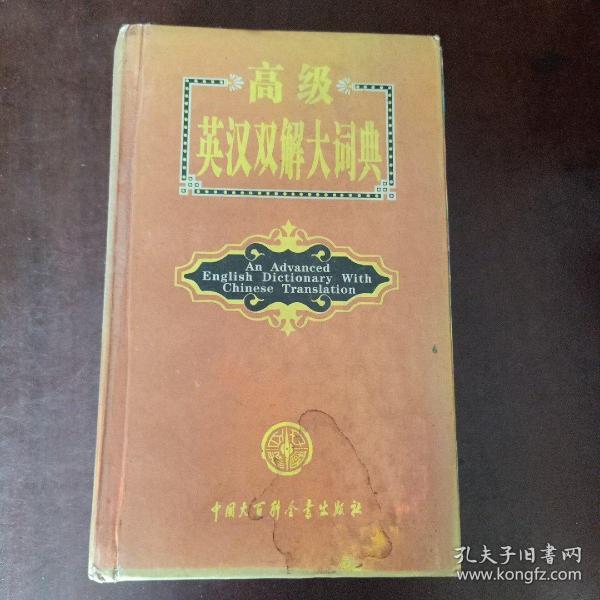 高级
英汉双解大词典
An Advanced
English Dictionary With
Chinese Translation
中国大百科全书出版社
孔夫子旧书网
www.kongfz.com